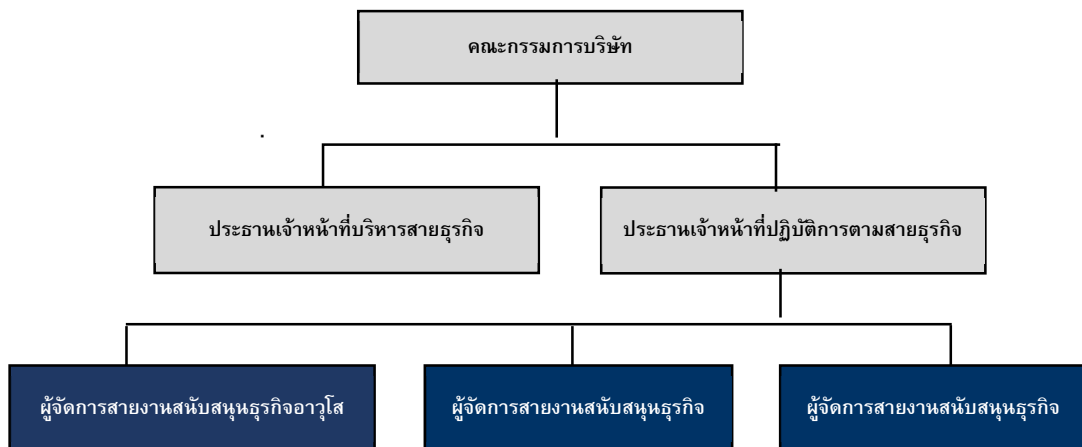 คณะกรรมการบริษัท
ประธานเจ้าหน้าที่บริหารสายธุรกิจ
ประธานเจ้าหน้าที่ปฏิบัติการตามสายธุรกิจ
ผู้จัดการสายงานสนับสนุนธุรกิจอาวุโส
ผู้จัดการสายงานสนับสนุนธุรกิจ
ผู้จัดการสายงานสนับสนุนธุรกิจ